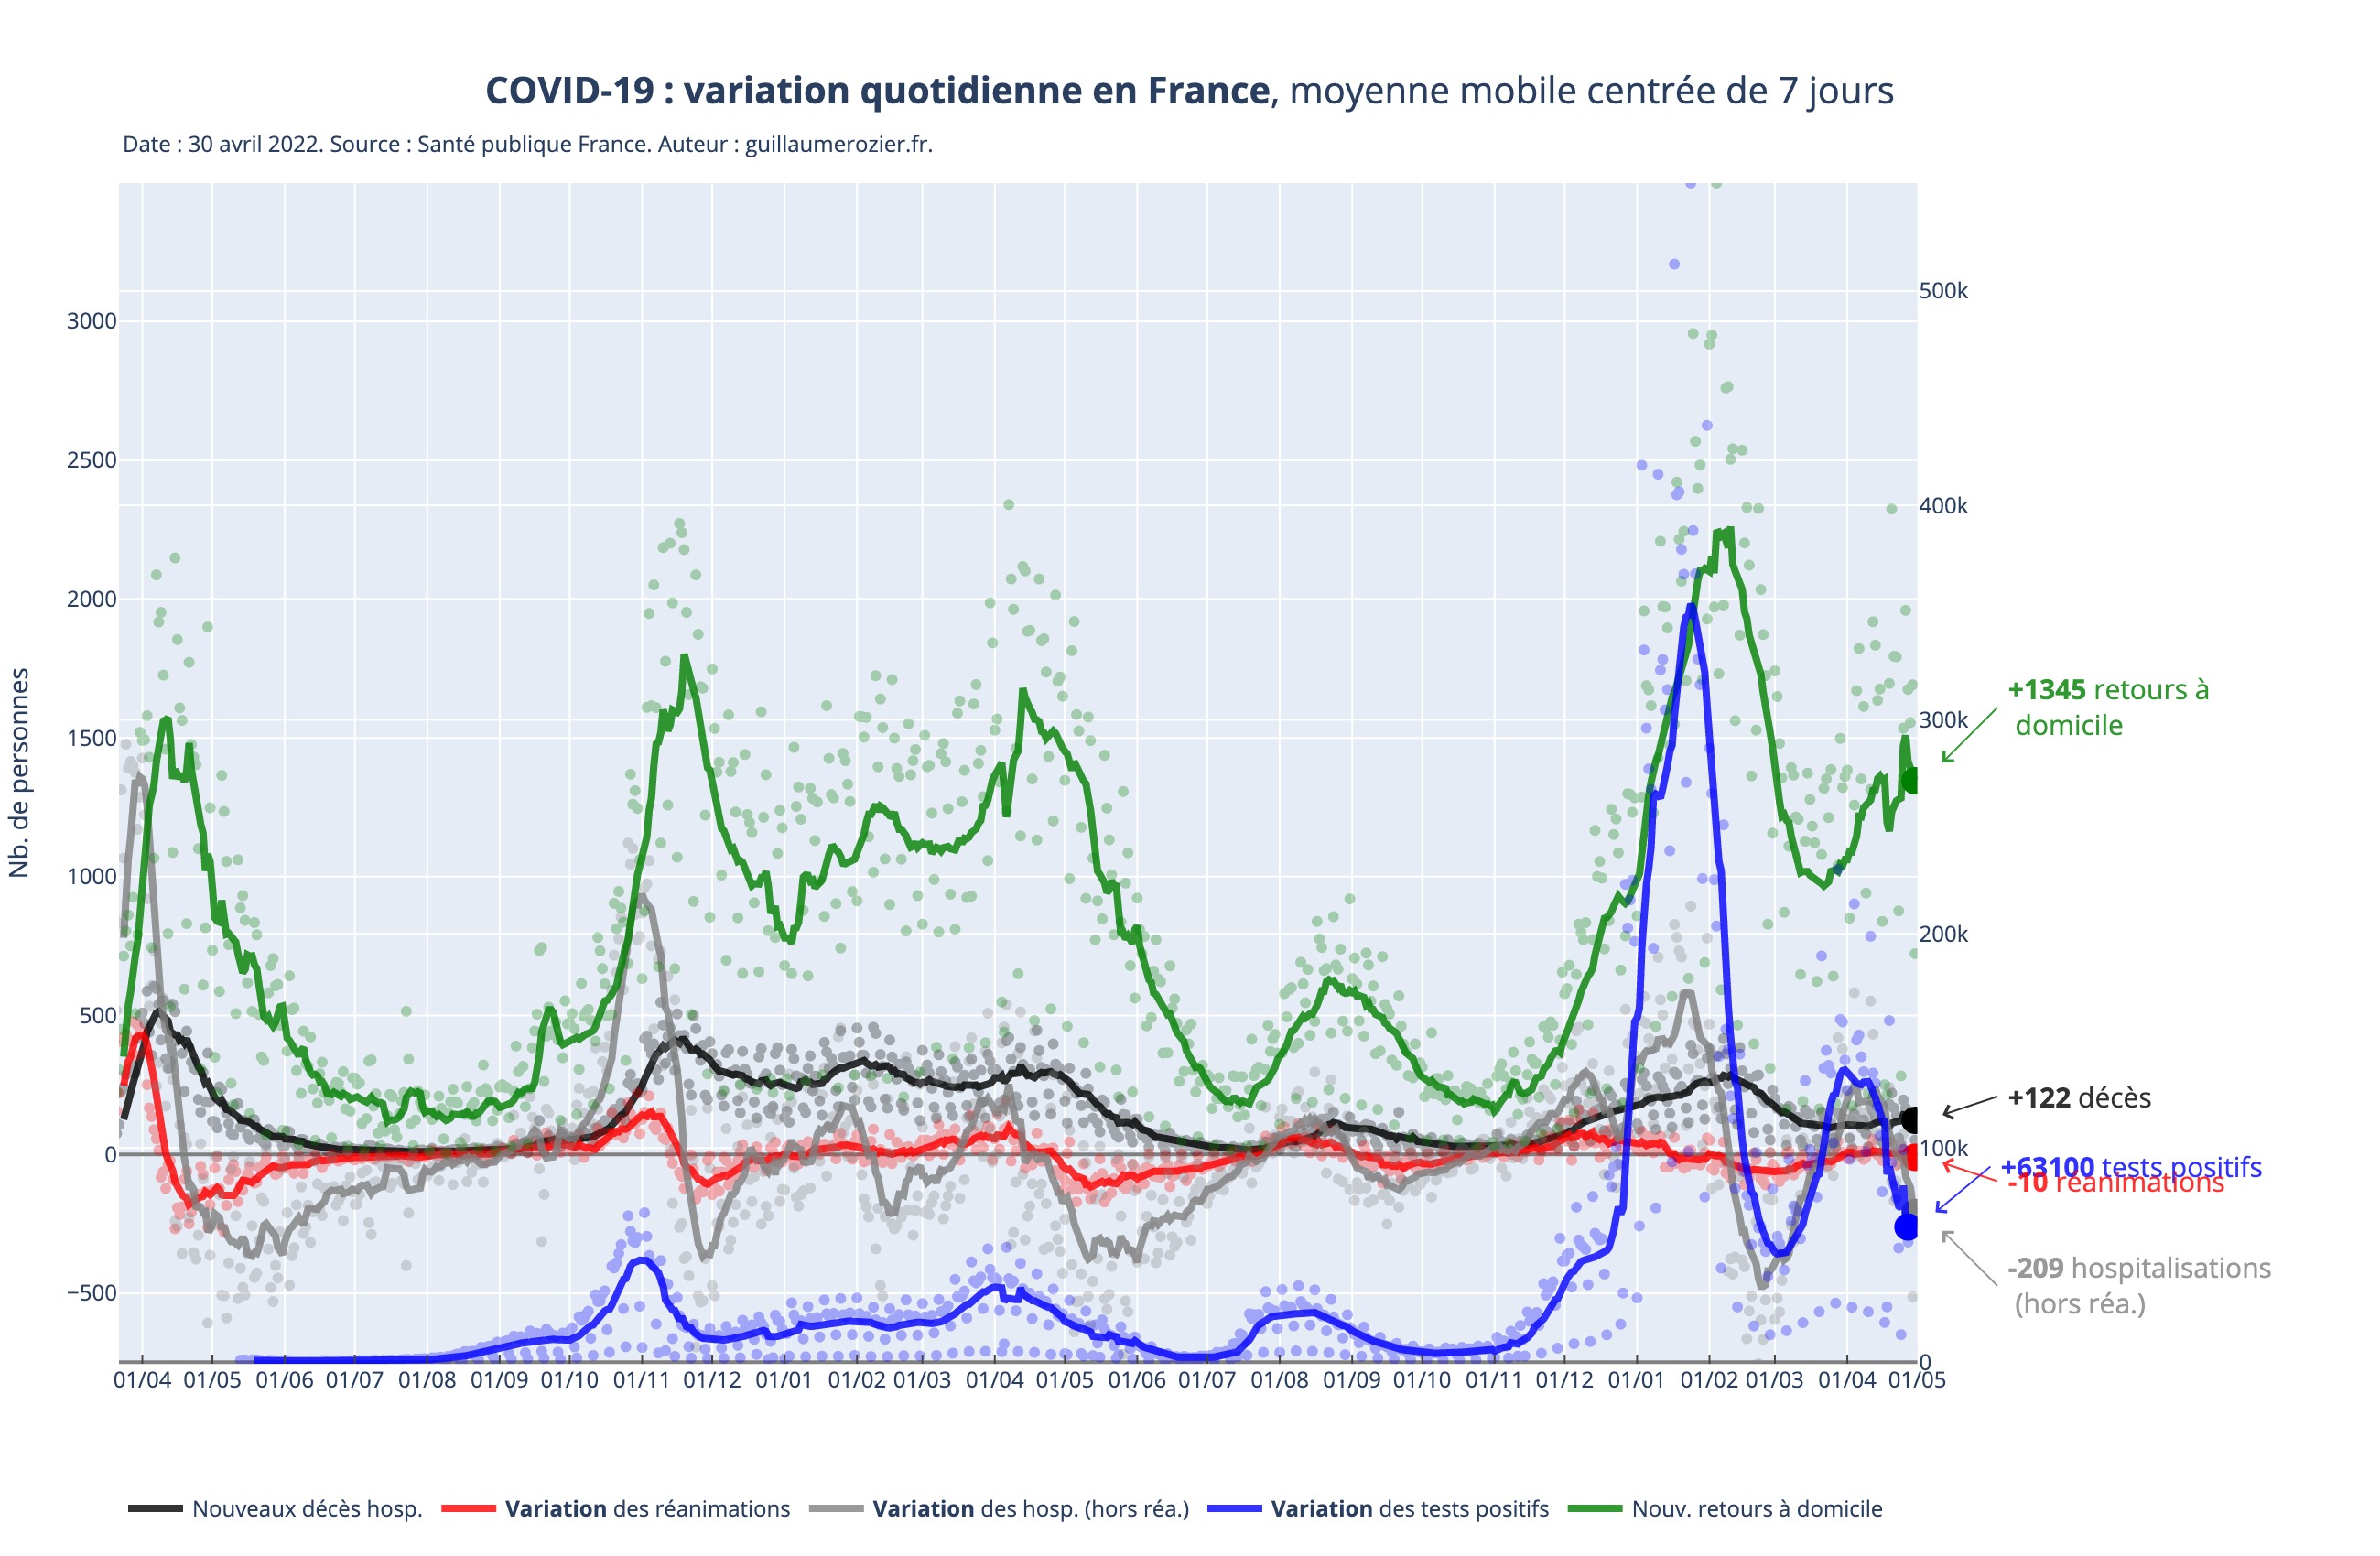 COVID-19 : variation quotidienne en France, moyenne mobile centrée de 7 jours
Date : 30 avril 2022. Source : Santé publique France. Auteur : guillaumerozier.fr.
Nb. de personnes
3000
2500
2000
1500
1000
500
0
−500
500k
400k
300k
200k
100k
0
+1345 retours à
domicile
+122 décès
+63100 tests positifs
-10 réanimations
-209 hospitalisations
(hors réa.)
01/04 01/05 01/06 01/07 01/08 01/09 01/10 01/11 01/12 01/01 01/02 01/03 01/04 01/05 01/06 01/07 01/08 01/09 01/10 01/11 01/12 01/01 01/02 01/03 01/04 01/05
Nouveaux décès hosp. Variation des réanimations Variation des hosp. (hors réa.) Variation des tests positifs Nouv. retours à domicile